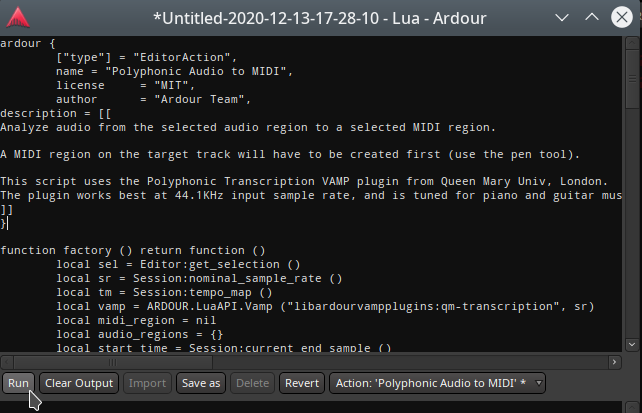 *Untitled-2020-12-13-17-28-10 - Lua - Ardour
ardour {
["type"] = "EditorAction",
name = "Polyphonic Audio to MIDI",
license     = "MIT",
author      = "Ardour Team",
description = [[
Analyze audio from the selected audio region to a selected MIDI region.
A MIDI region on the target track will have to be created first (use the pen tool).
This script uses the Polyphonic Transcription VAMP plugin from Queen Mary Univ, London.
The plugin works best at 44.1KHz input sample rate, and is tuned for piano and guitar mus
]]
}
function factory () return function ()
local sel = Editor:get_selection ()
local sr = Session:nominal_sample_rate ()
local tm = Session:tempo_map ()
local vamp = ARDOUR.LuaAPI.Vamp ("libardourvampplugins:qm-transcription", sr)
local midi_region = nil
local audio_regions = {}
local start_time = Session:current_end_sample ()
Run Clear Output Import Save as Delete Revert Action: 'Polyphonic Audio to MIDI' *